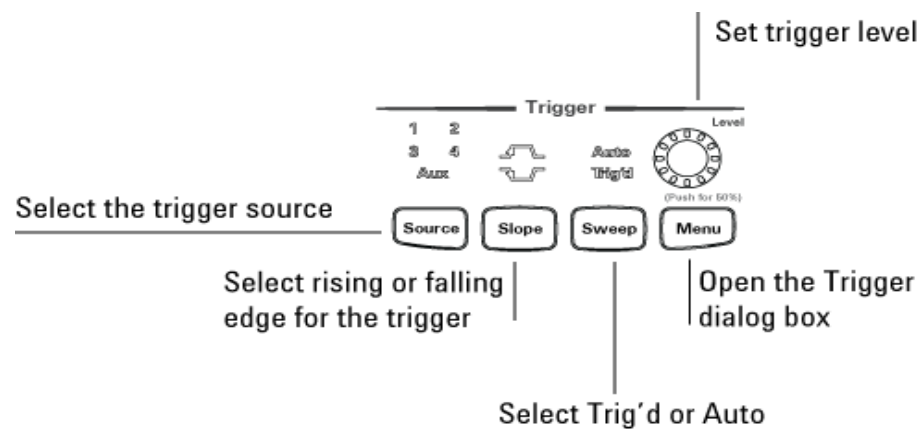 Set trigger level
Trigger
Level
1 2
3 4
Aux
Auto
Trig'd
(Push for 50%)
Select the trigger source
Source
Slope
Sweep
Menu
Select rising or falling
edge for the trigger
Open the Trigger
dialog box
Select Trig'd or Auto